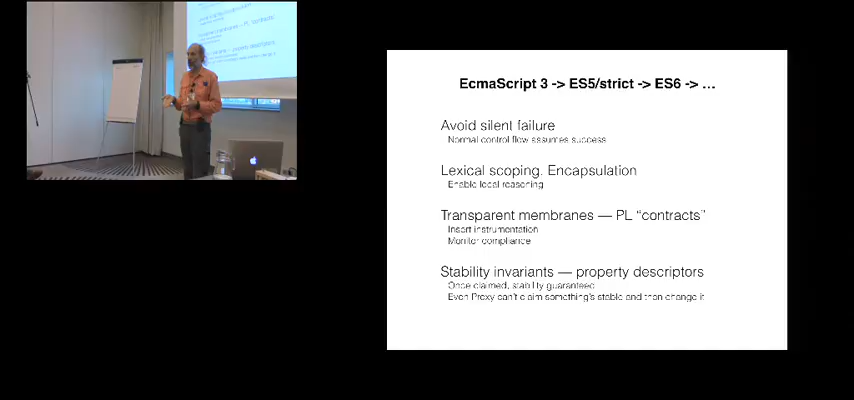 EcmaScript 3 -> ES5/strict -> ES6 -> …
Avoid silent failure
Normal control flow assumes success
Lexical scoping. Encapsulation
Enable local reasoning
Transparent membranes — PL “contracts”
Insert instrumentation
Monitor compliance
Stability invariants — property descriptors
Once claimed, stability guaranteed
Even Proxy can't claim something's stable and then change it